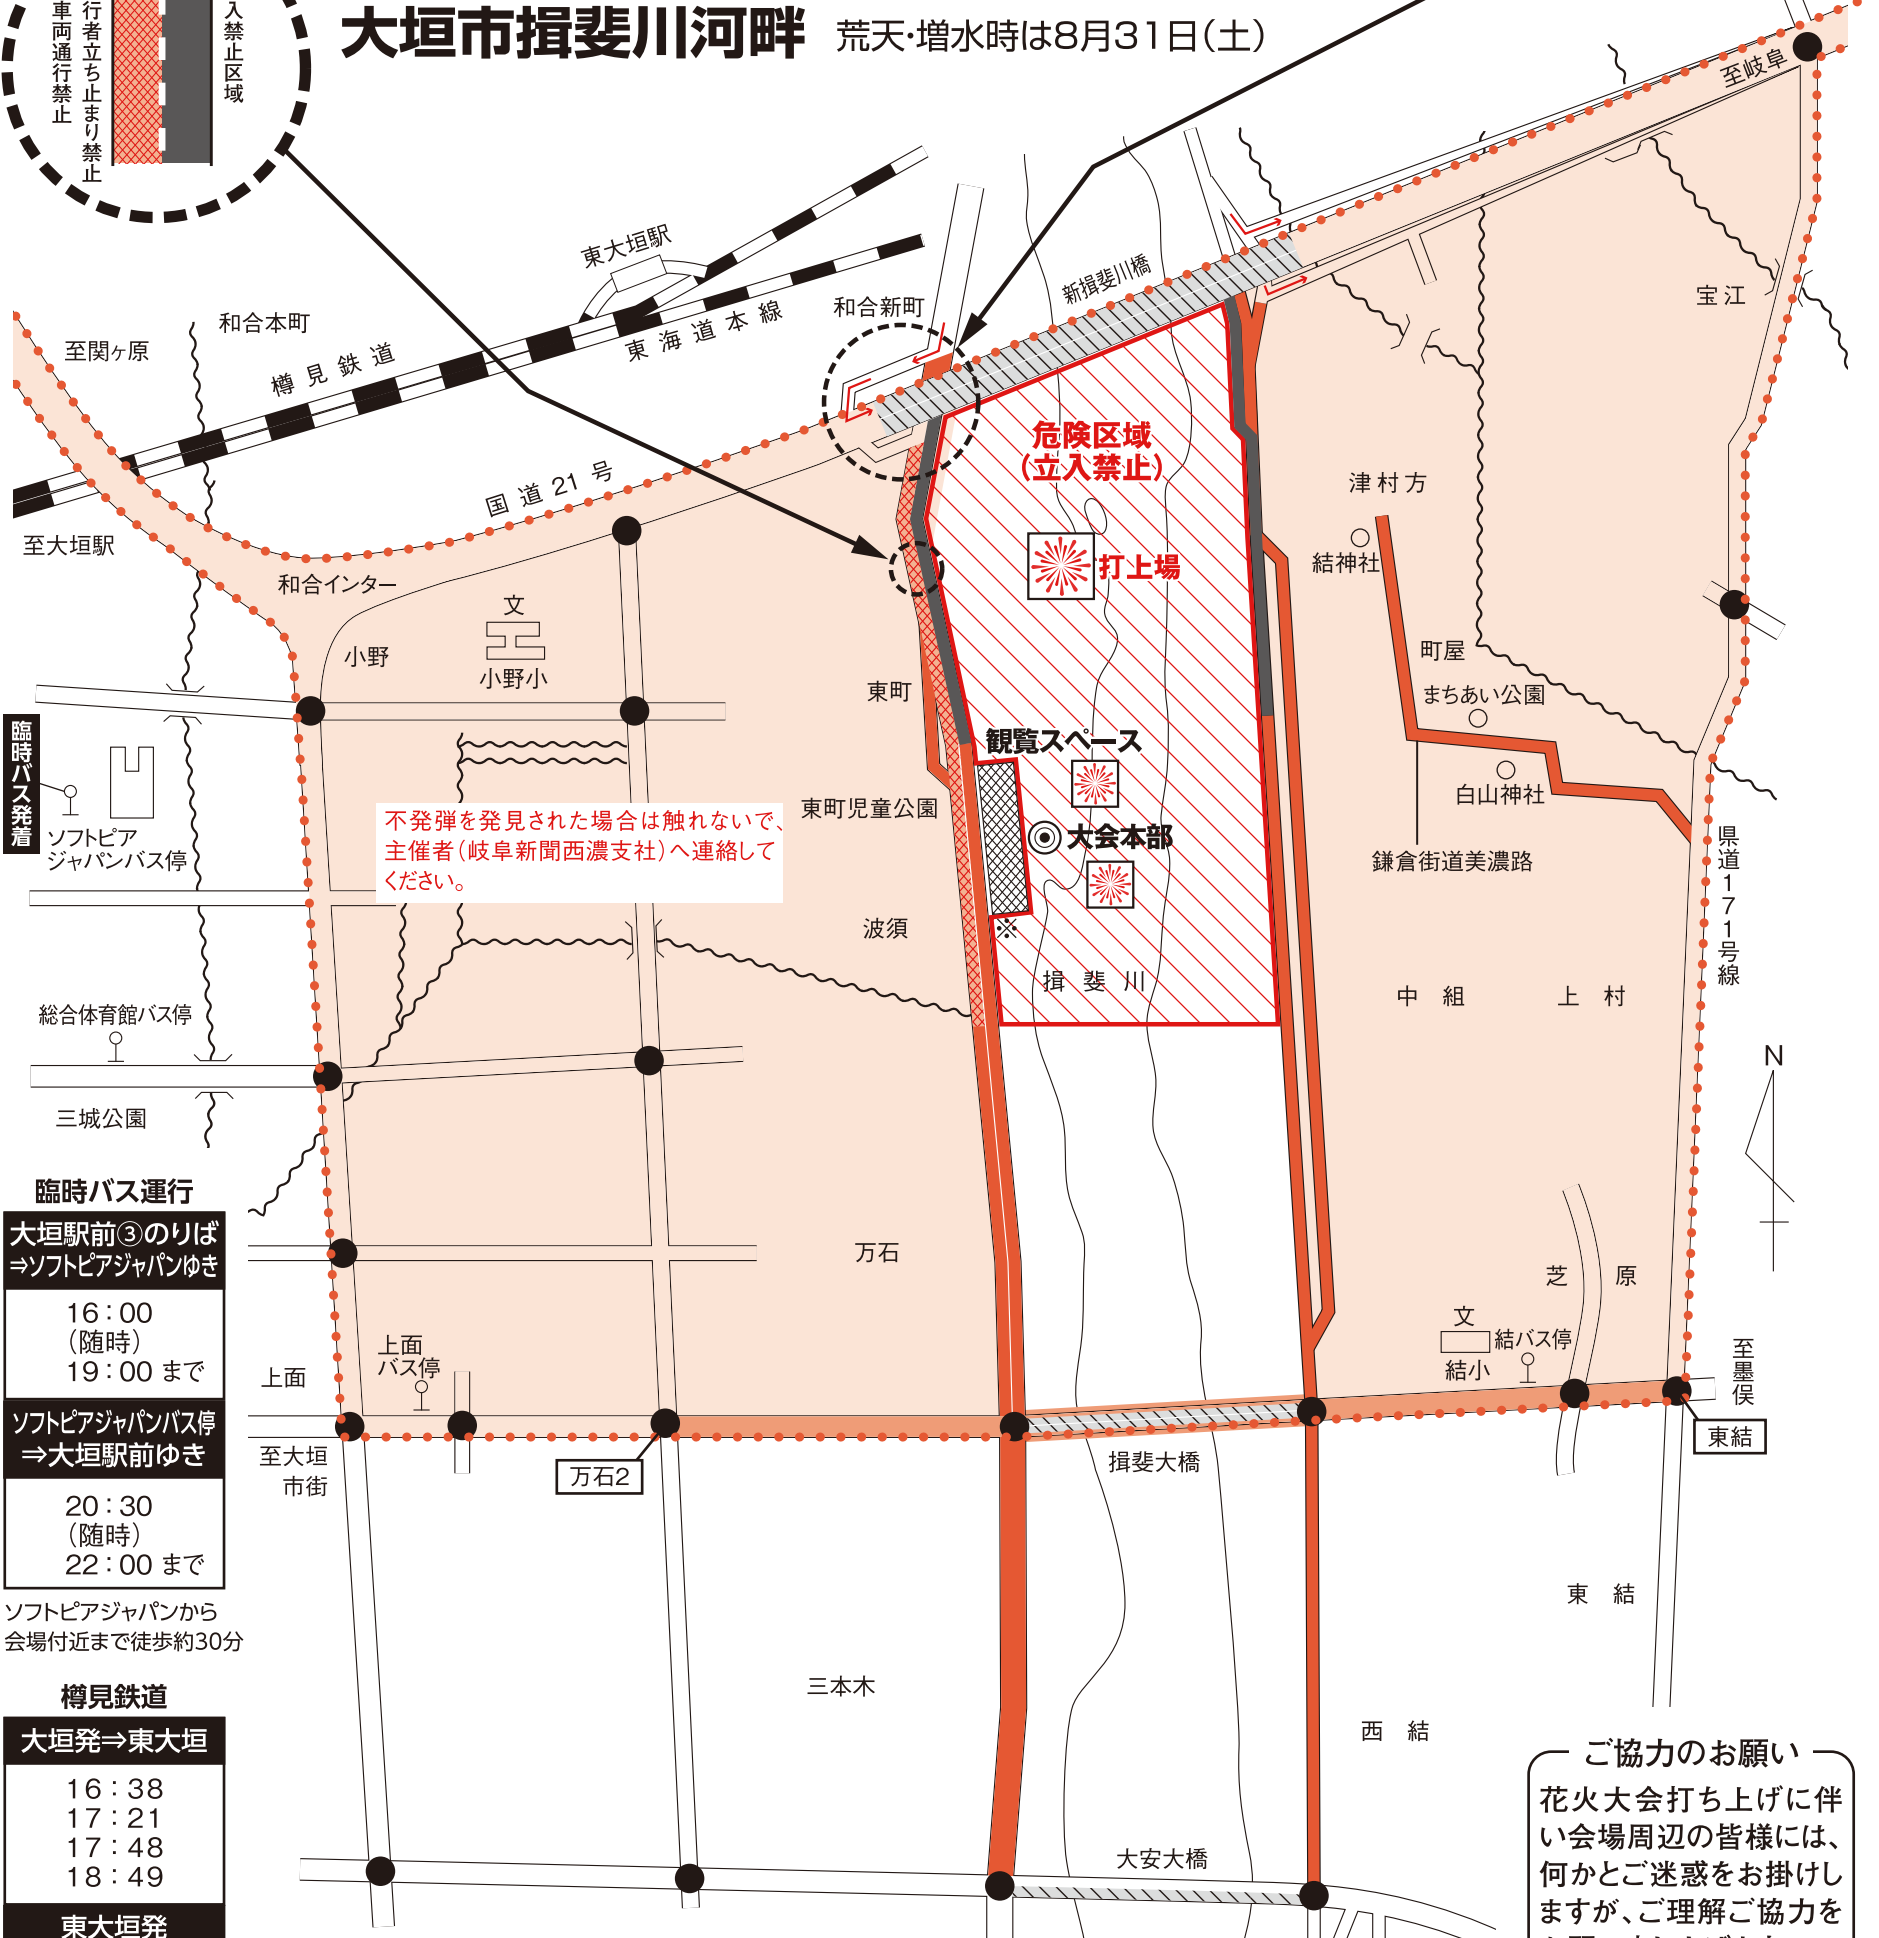 大垣市揖斐川河畔
荒天・増水時は8月31日(土)
入禁止区域
行者立ち止まり禁止
車両通行禁止
至岐阜
東大垣駅
新揖斐川橋
和合新町
和合本町
至関ヶ原
樽見鉄道
東海道本線
宝江
国道21号
危険区域
(立入禁止)
打上場
津村方
結神社
至大垣駅
和合インター
文
小野
小野小
東町
町屋
まちあい公園
白山神社
鎌倉街道美濃路
県道171号線
観覧スペース
大会本部
※
東町児童公園
臨時バス発着
ソフトピア
ジャパンバス停
不発弾を発見された場合は触れないで、
主催者(岐阜新聞西濃支社)へ連絡して
ください。
波須
揖斐川
中組
上村
総合体育館バス停
三城公園
N
臨時バス運行
大垣駅前③のりば
⇒ソフトピアジャパンゆき
16:00
(随時)
19:00 まで
ソフトピアジャパンバス停
⇒大垣駅前ゆき
20:30
(随時)
22:00 まで
ソフトピアジャパンから
会場付近まで徒歩約30分
万石
芝原
上面
上面
バス停
文
結小
結バス停
至墨俣
至大垣
市街
万石2
揖斐大橋
東結
東結
三本木
西結
大安大橋
樽見鉄道
大垣発⇒東大垣
16:38
17:21
17:48
18:49
東大垣発
ご協力のお願い
花火大会打ち上げに伴
い会場周辺の皆様には、
何かとご迷惑をお掛けし
ますが、ご理解ご協力を